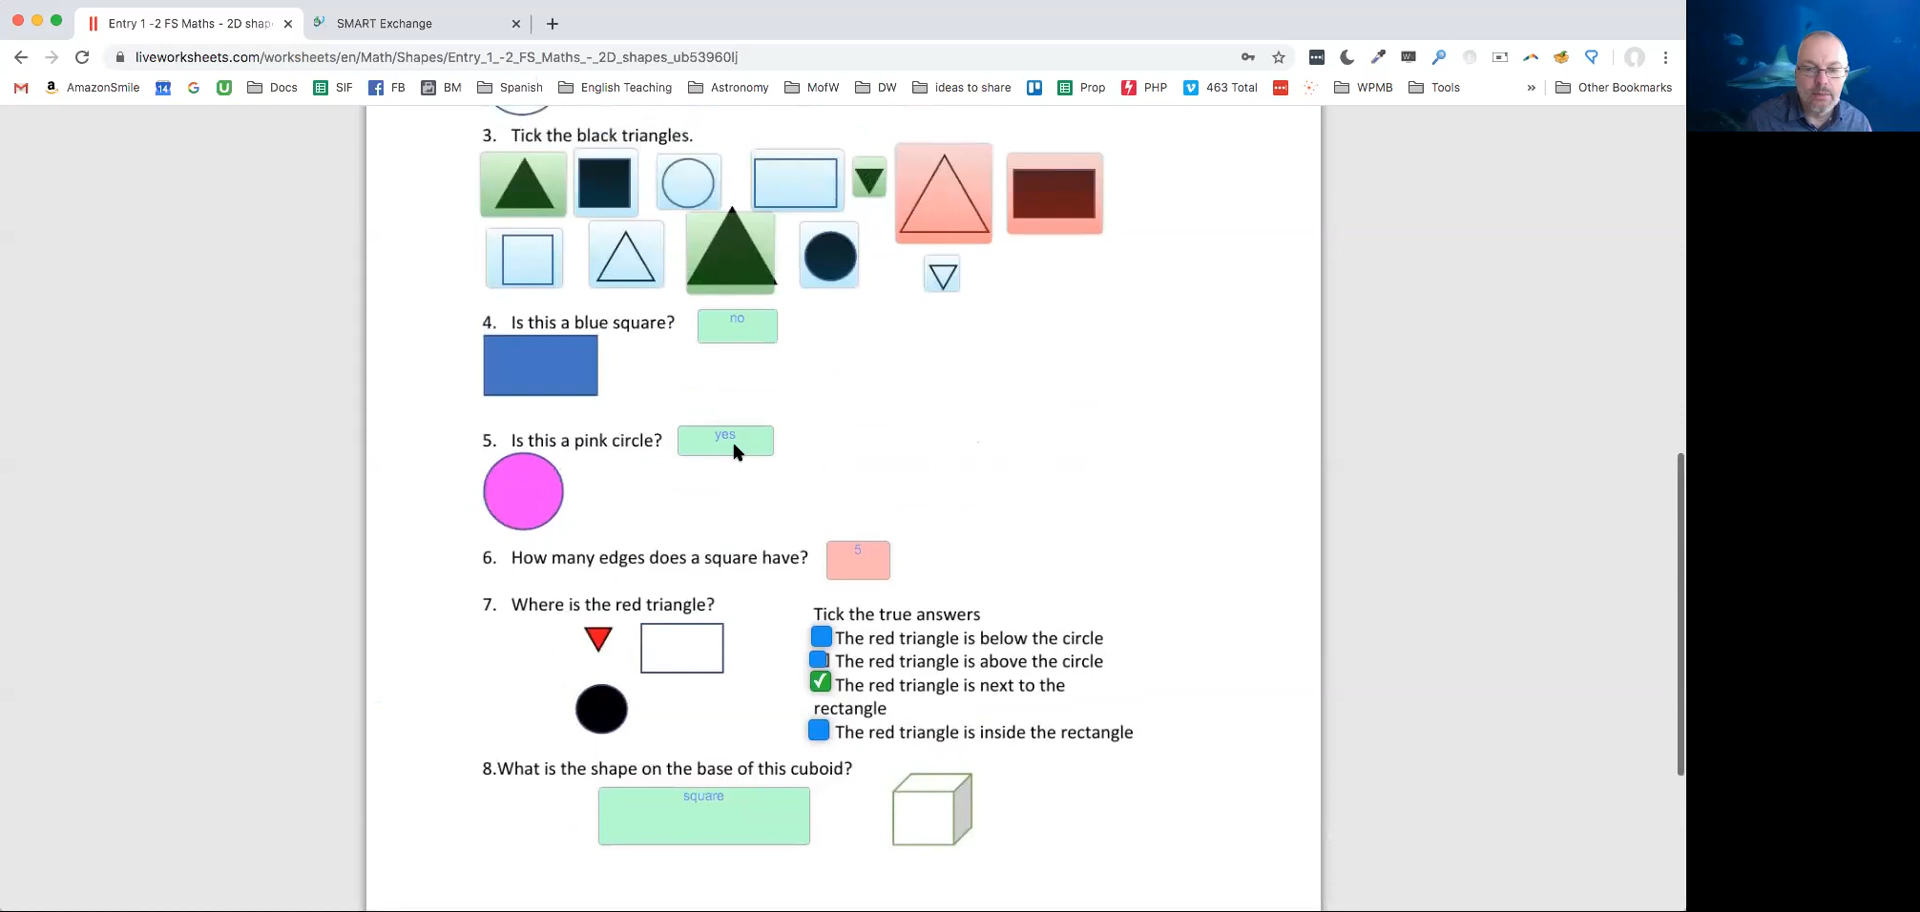 Entry 1 -2 FS Maths - 2D shap
SMART Exchange
liveworksheets.com/worksheets/en/Math/Shapes/Entry_1_-2_FS_Maths_-_2D_shapes_ub53960lj
AmazonSmile 14 Docs SIF FB BM Spanish English Teaching Astronomy MofW DW ideas to share Prop PHP 463 Total WPMB Tools » Other Bookmarks
3. Tick the black triangles.
4. Is this a blue square? no
5. Is this a pink circle? yes
6. How many edges does a square have? 5
7. Where is the red triangle?
Tick the true answers
The red triangle is below the circle
The red triangle is above the circle
The red triangle is next to the
rectangle
The red triangle is inside the rectangle
8.What is the shape on the base of this cuboid?
square